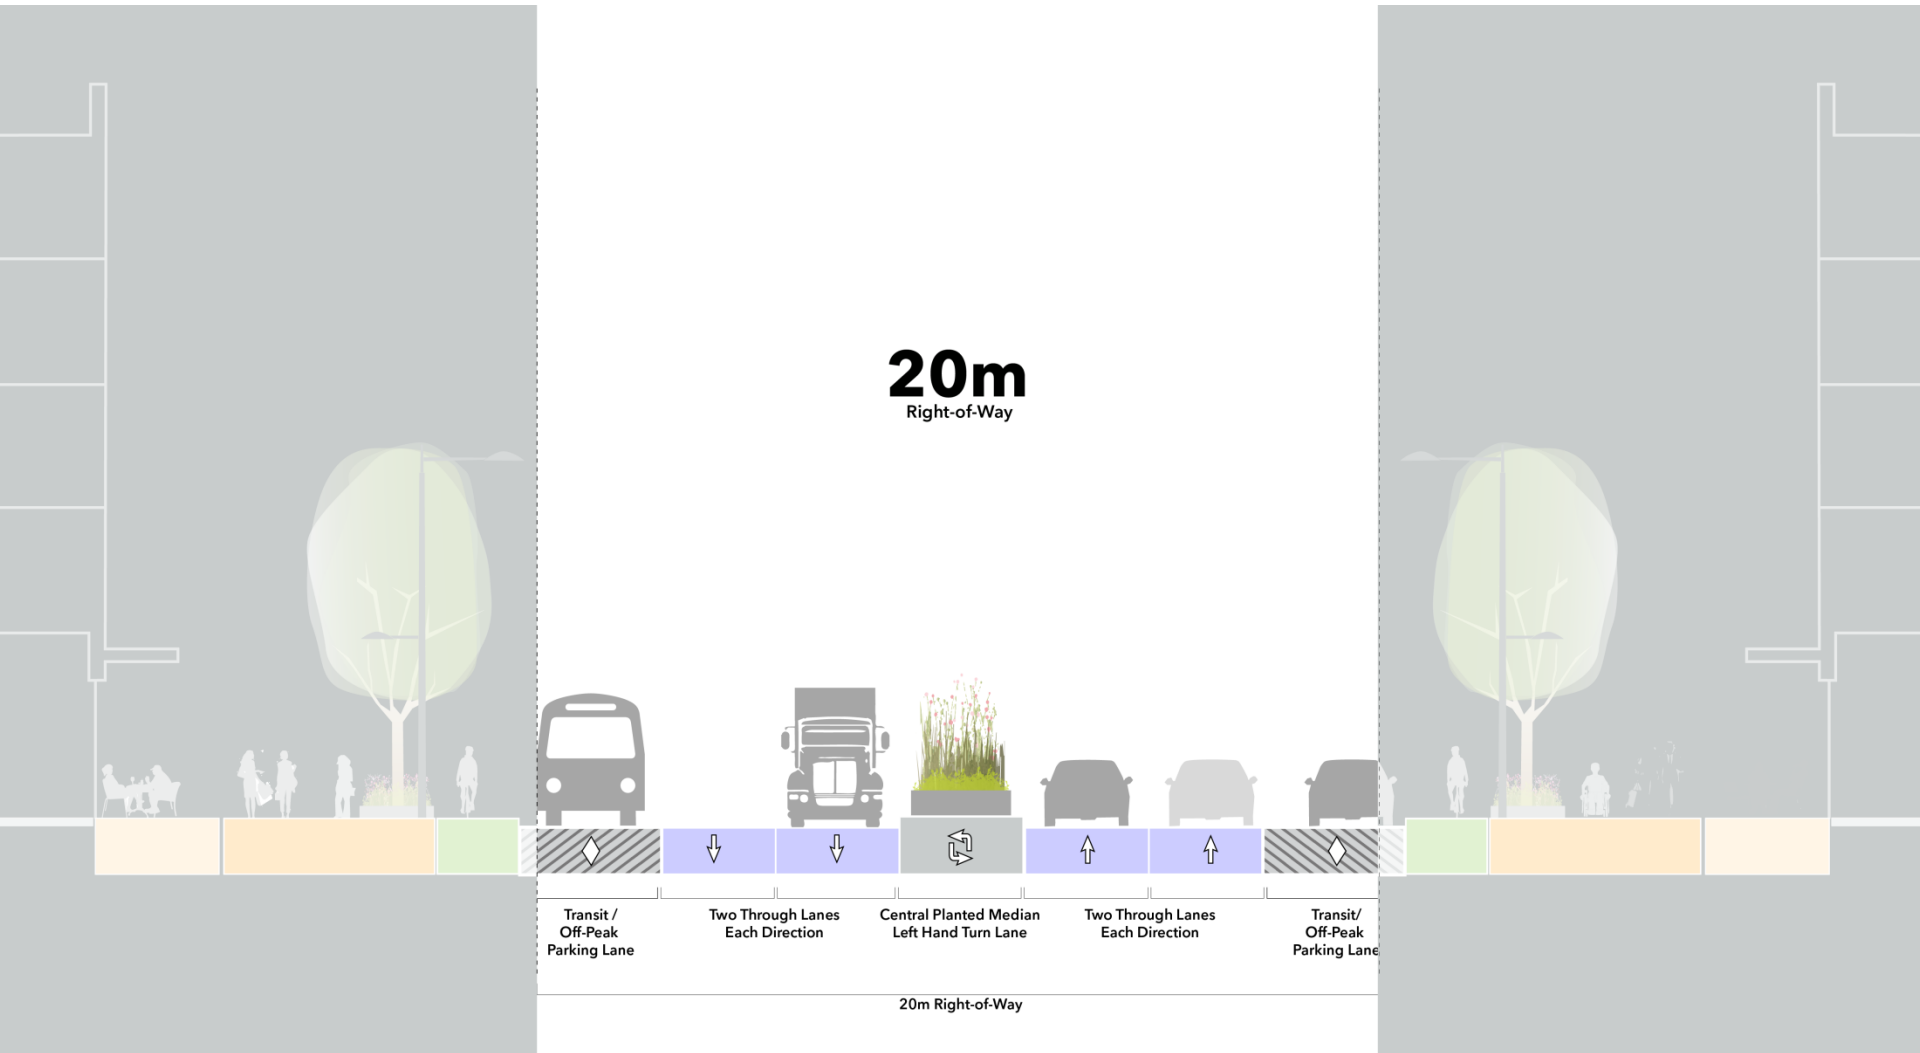 20m
Right-of-Way
Transit /
Off-Peak
Parking Lane
Two Through Lanes
Each Direction
Central Planted Median
Left Hand Turn Lane
Two Through Lanes
Each Direction
Transit/
Off-Peak
Parking Lane
20m Right-of-Way